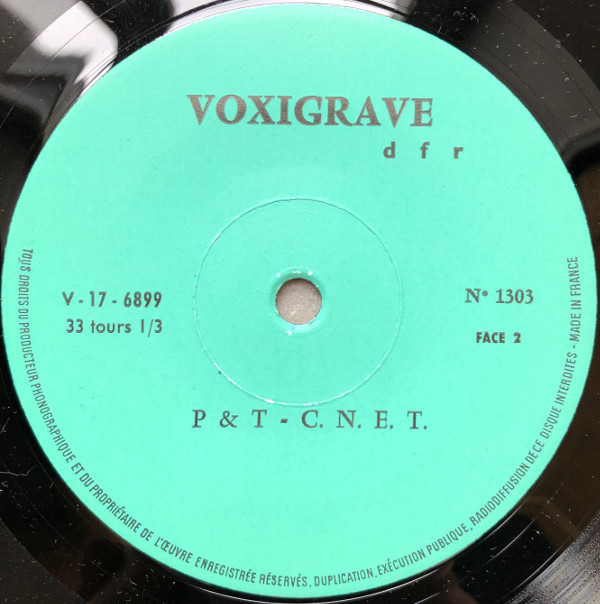 VOXIGRAVE
d f r
V - 17 - 6899
33 tours 1/3
N° 1303
FACE 2
P & T - C. N. E. T.
TOUS DROITS DU PRODUCTEUR PHONOGRAPHIQUE ET DU PROPRIÉTAIRE DE L'ŒUVRE ENREGISTRÉE RÉSERVÉS. DUPLICATION, EXÉCUTION PUBLIQUE, RADIODIFFUSION DE CE DISQUE INTERDITES - MADE IN FRANCE